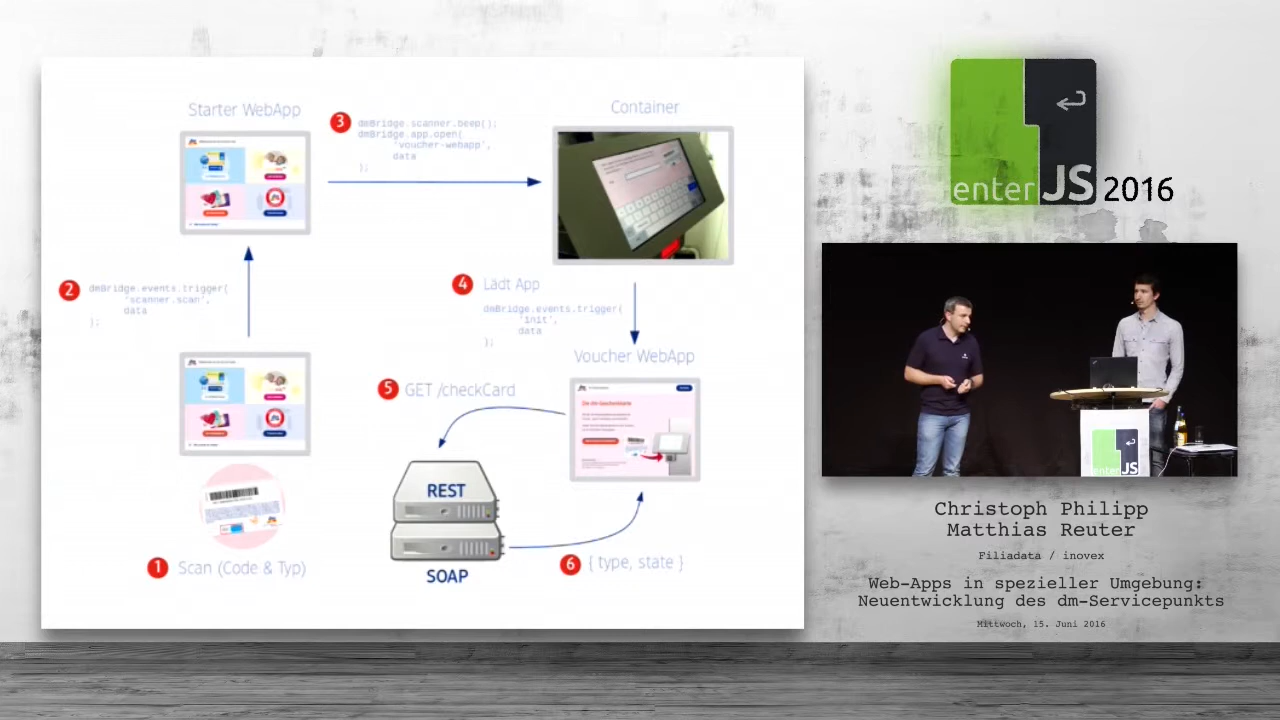 Starter WebApp
3
dmBridge.scanner.beep();
dmBridge.app.open(
'voucher-webapp',
data
);
Container
2
dmBridge.events.trigger(
'scanner.scan',
data
);
4 Lädt App
dmBridge.events.trigger(
'init',
data
);
Voucher WebApp
5 GET /checkCard
REST
SOAP
1 Scan (Code & Typ)
6 { type, state }
enterJS 2016
enterJS
Christoph Philipp
Matthias Reuter
Filiadata / inovex
Web-Apps in spezieller Umgebung:
Neuentwicklung des dm-Servicepunkts
Mittwoch, 15. Juni 2016